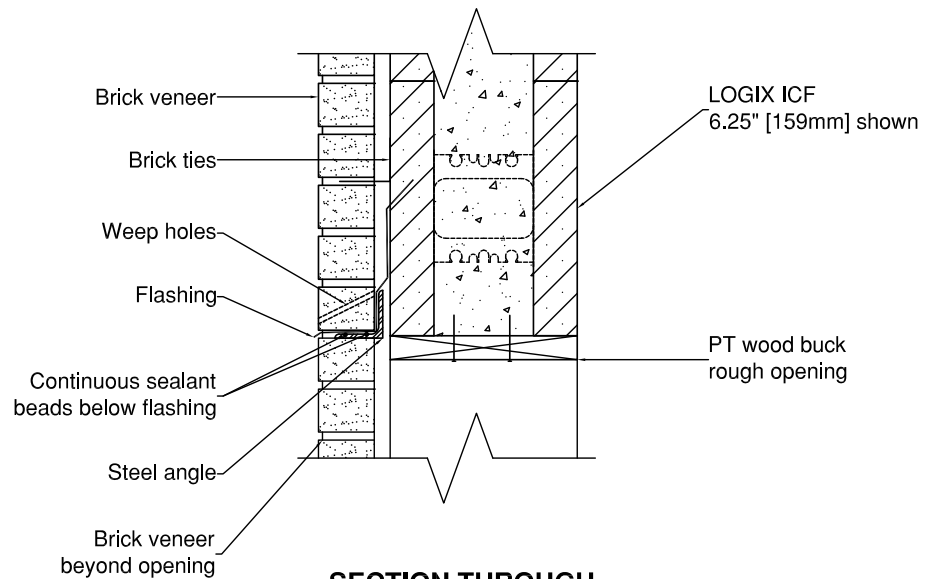 Brick veneer
Brick ties
Weep holes
Flashing
Continuous sealant
beads below flashing
Steel angle
Brick veneer
beyond opening
LOGIX ICF
6.25" [159mm] shown
PT wood buck
rough opening
SECTION THROUGH